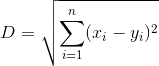 D = \sqrt{\sum_{i=1}^{n} (x_i - y_i)^2}